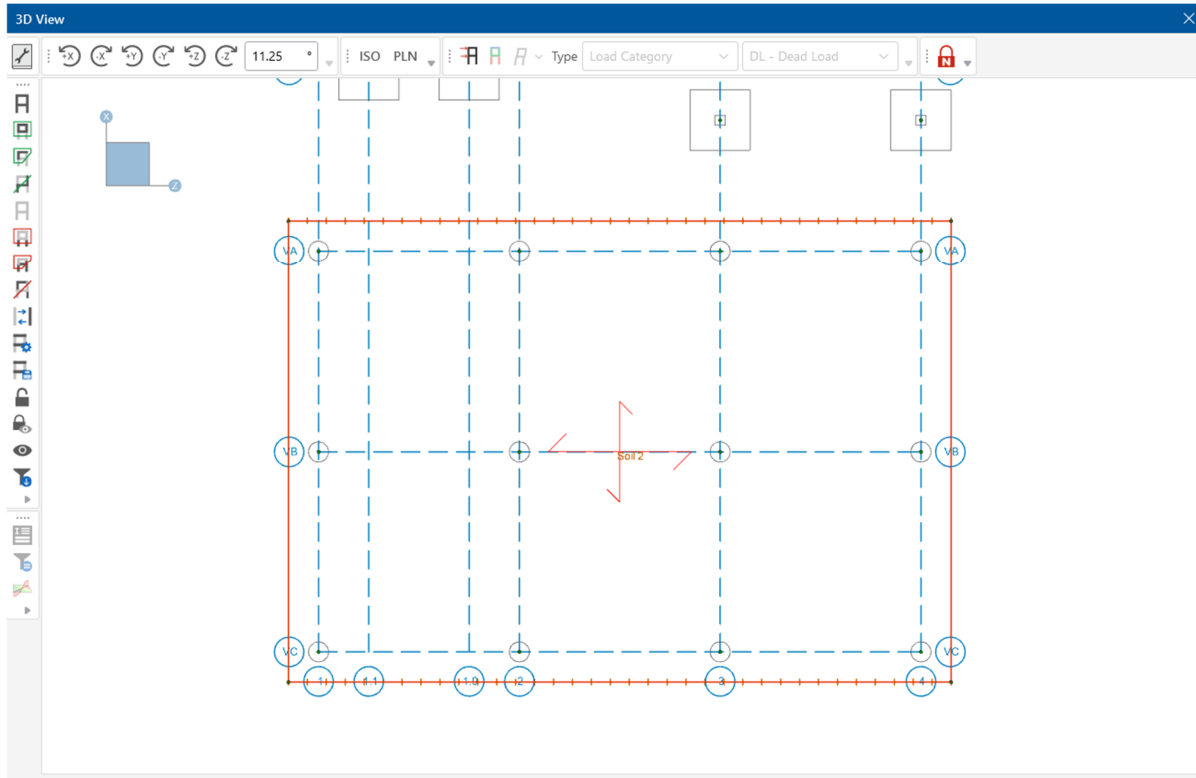 3D View
+X -X +Y -Y +Z -Z 11.25 ° ISO PLN Type Load Category DL - Dead Load N
X
Z
VA VA
VB VB
Soil 2
VC VC
1 1.1 1.9 2 3 4